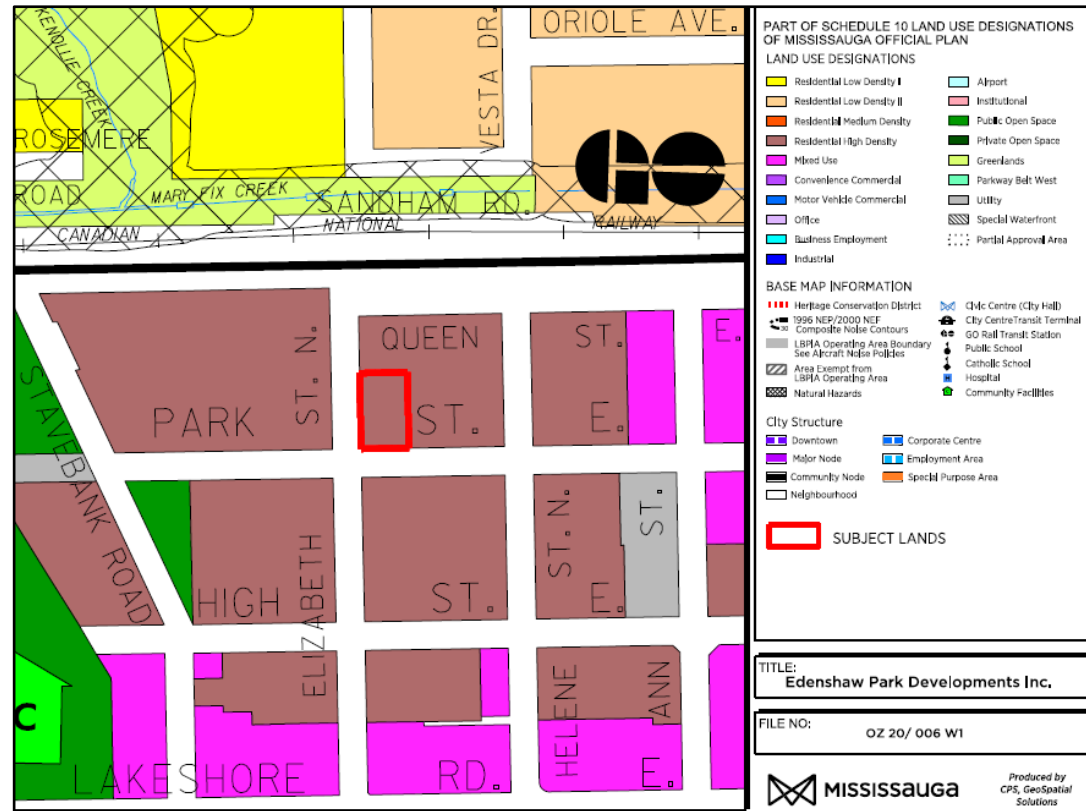 KENOLLIE CREEK
ORIOLE AVE.
VESTA DR.
ROSEMERE
ROAD
MARY FIX CREEK
SANDHAM RD.
CANADIAN
NATIONAL
RAILWAY
GO
QUEEN
ST.
E.
ST. N.
PARK
ST.
E.
STAVEBANK ROAD
HIGH
ELIZABETH
ST.
ST. N.
E.
ST.
HELENE
ANN
C
LAKESHORE
RD.
E.
PART OF SCHEDULE 10 LAND USE DESIGNATIONS
OF MISSISSAUGA OFFICIAL PLAN
LAND USE DESIGNATIONS
Residential Low Density I
Residential Low Density II
Residential Medium Density
Residential High Density
Mixed Use
Convenience Commercial
Motor Vehicle Commercial
Office
Business Employment
Industrial
Airport
Institutional
Public Open Space
Private Open Space
Greenlands
Parkway Belt West
Utility
Special Waterfront
Partial Approval Area
BASE MAP INFORMATION
Heritage Conservation District
1996 NEP/2000 NEF
Composite Noise Contours
LBPIA Operating Area Boundary
See Aircraft Noise Policies
Area Exempt from
LBPIA Operating Area
Natural Hazards
Civic Centre (City Hall)
City Centre Transit Terminal
GO Rail Transit Station
Public School
Catholic School
H
Hospital
Community Facilities
City Structure
Downtown
Major Node
Community Node
Neighbourhood
Corporate Centre
Employment Area
Special Purpose Area
SUBJECT LANDS
TITLE:
Edenshaw Park Developments Inc.
FILE NO:
OZ 20/ 006 W1
MISSISSAUGA
Produced by
CPS, GeoSpatial
Solutions